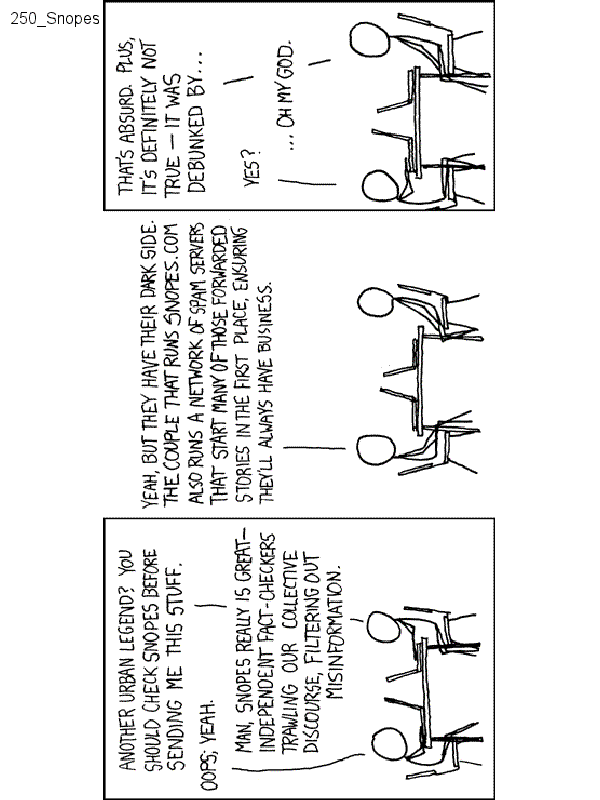 250_Snopes
ANOTHER URBAN LEGEND? YOU
SHOULD CHECK SNOPES BEFORE
SENDING ME THIS STUFF.
OOPS; YEAH.
MAN, SNOPES REALLY IS GREAT—
INDEPENDENT FACT-CHECKERS
TRAWLING OUR COLLECTIVE
DISCOURSE, FILTERING OUT
MISINFORMATION.
YEAH, BUT THEY HAVE THEIR DARK SIDE.
THE COUPLE THAT RUNS SNOPES.COM
ALSO RUNS A NETWORK OF SPAM SERVERS
THAT START MANY OF THOSE FORWARDED
STORIES IN THE FIRST PLACE, ENSURING
THEY'LL ALWAYS HAVE BUSINESS.
THAT'S ABSURD. PLUS,
IT'S DEFINITELY NOT
TRUE — IT WAS
DEBUNKED BY...
YES?
... OH MY GOD.